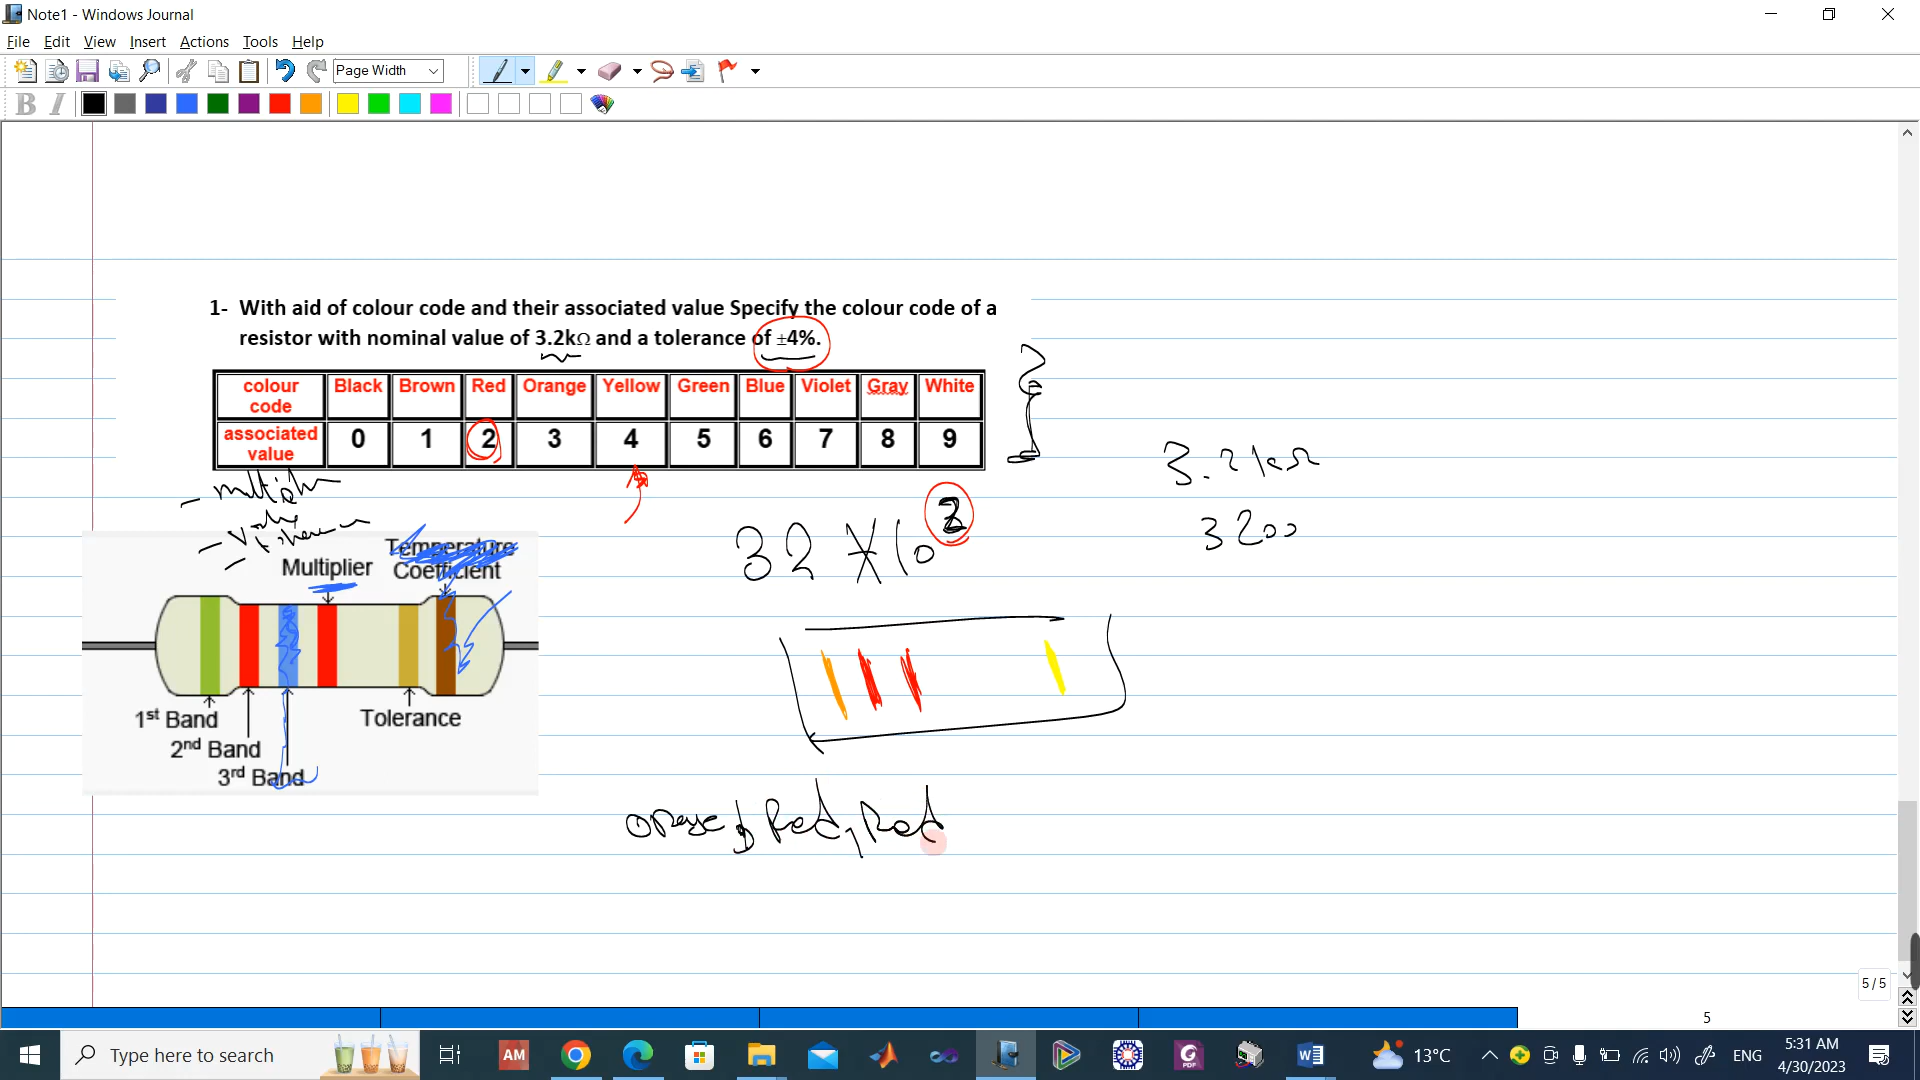 Note1 - Windows Journal
File Edit View Insert Actions Tools Help
Page Width
B I
1- With aid of colour code and their associated value Specify the colour code of a
resistor with nominal value of 3.2kΩ and a tolerance of ±4%.
colour code Black Brown Red Orange Yellow Green Blue Violet Gray White
associated value 0 1 2 3 4 5 6 7 8 9
3.2kΩ
3200
32 * 10 2
Multiplier
Temperature
Coefficient
1st Band
2nd Band
3rd Band
Tolerance
Red, Red
5 / 5
5
Type here to search
AM
PDF
13°C
ENG
5:31 AM
4/30/2023